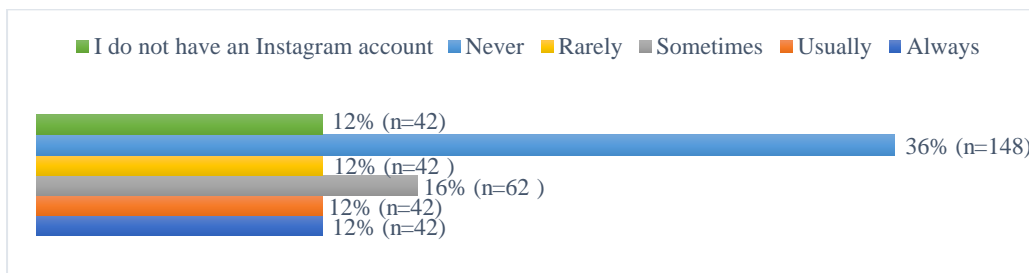 I do not have an Instagram account Never Rarely Sometimes Usually Always
12% (n=42)
36% (n=148)
12% (n=42 )
16% (n=62 )
12% (n=42)
12% (n=42)